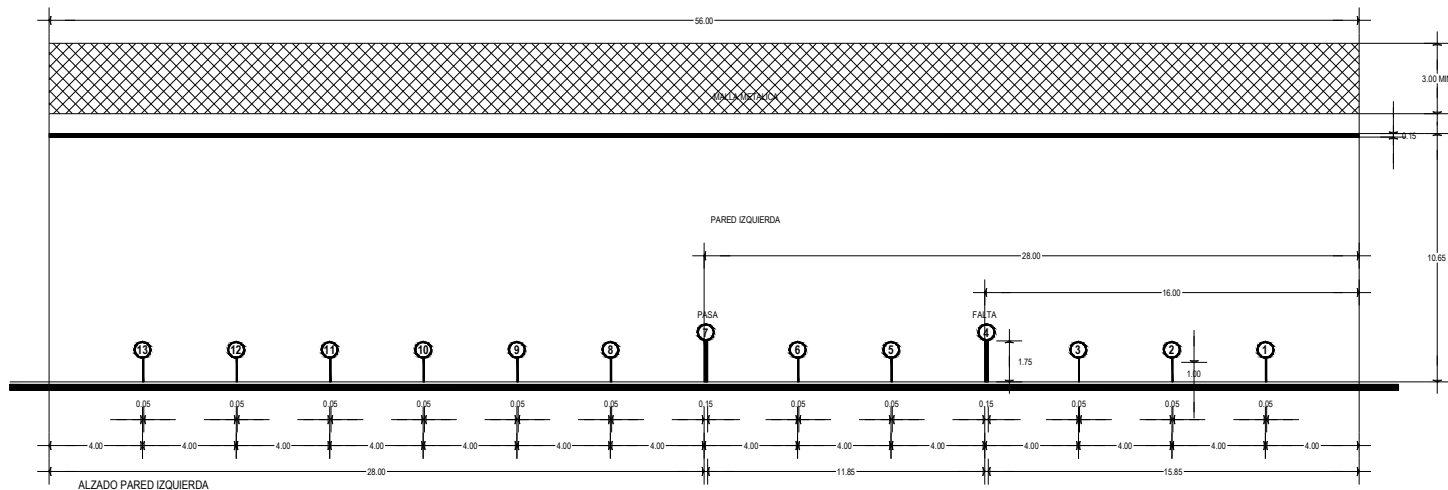 56.00
3.00 MIN
MALLA METALICA
0.15
PARED IZQUIERDA
28.00
10.65
16.00
PASA FALTA
13 12 11 10 9 8 7 6 5 4 3 2 1
1.75
1.00
0.05 0.05 0.05 0.05 0.05 0.05 0.15 0.05 0.05 0.15 0.05 0.05 0.05
4.00 4.00 4.00 4.00 4.00 4.00 4.00 4.00 4.00 4.00 4.00 4.00 4.00 4.00
28.00 11.85 15.85
ALZADO PARED IZQUIERDA